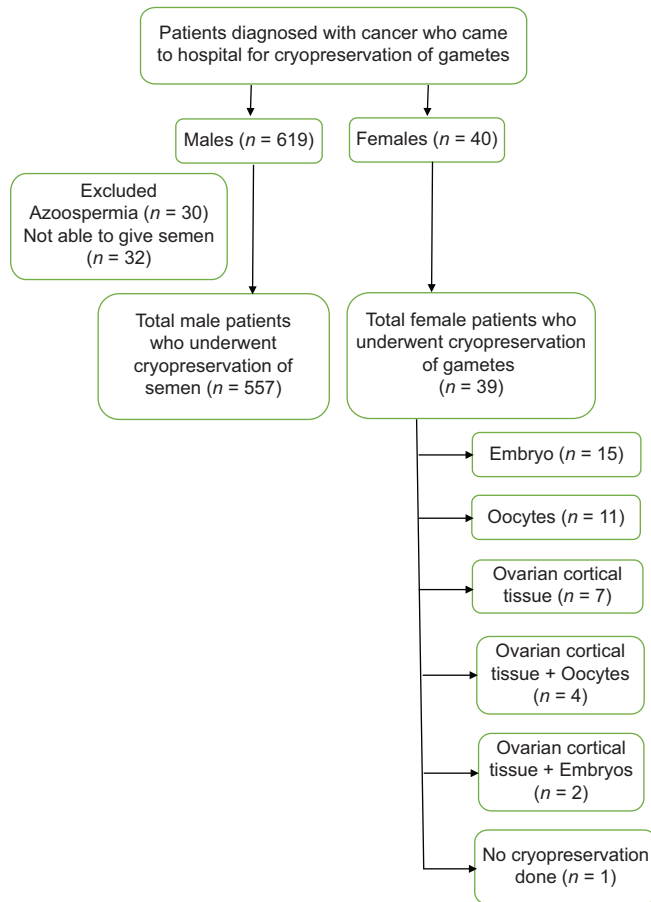 Patients diagnosed with cancer who came
to hospital for cryopreservation of gametes
Males (n = 619)
Females (n = 40)
Excluded
Azoospermia (n = 30)
Not able to give semen
(n = 32)
Total male patients
who underwent
cryopreservation of
semen (n = 557)
Total female patients who
underwent cryopreservation
of gametes
(n = 39)
Embryo (n = 15)
Oocytes (n = 11)
Ovarian cortical
tissue (n = 7)
Ovarian cortical
tissue + Oocytes
(n = 4)
Ovarian cortical
tissue + Embryos
(n = 2)
No cryopreservation
done (n = 1)